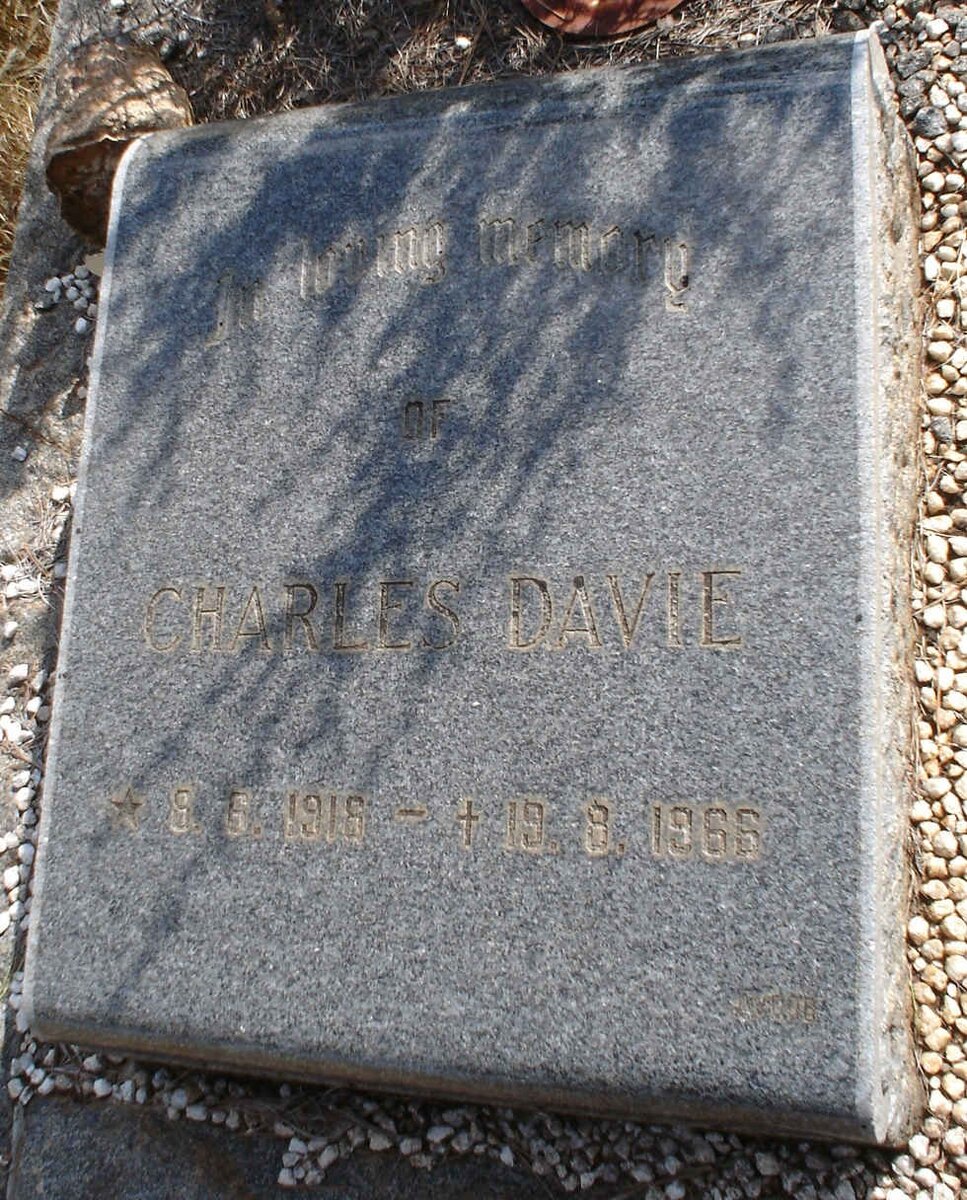 In loving memory
OF
CHARLES DAVIE
★ 8. 6. 1918 – ✝ 19. 8. 1966